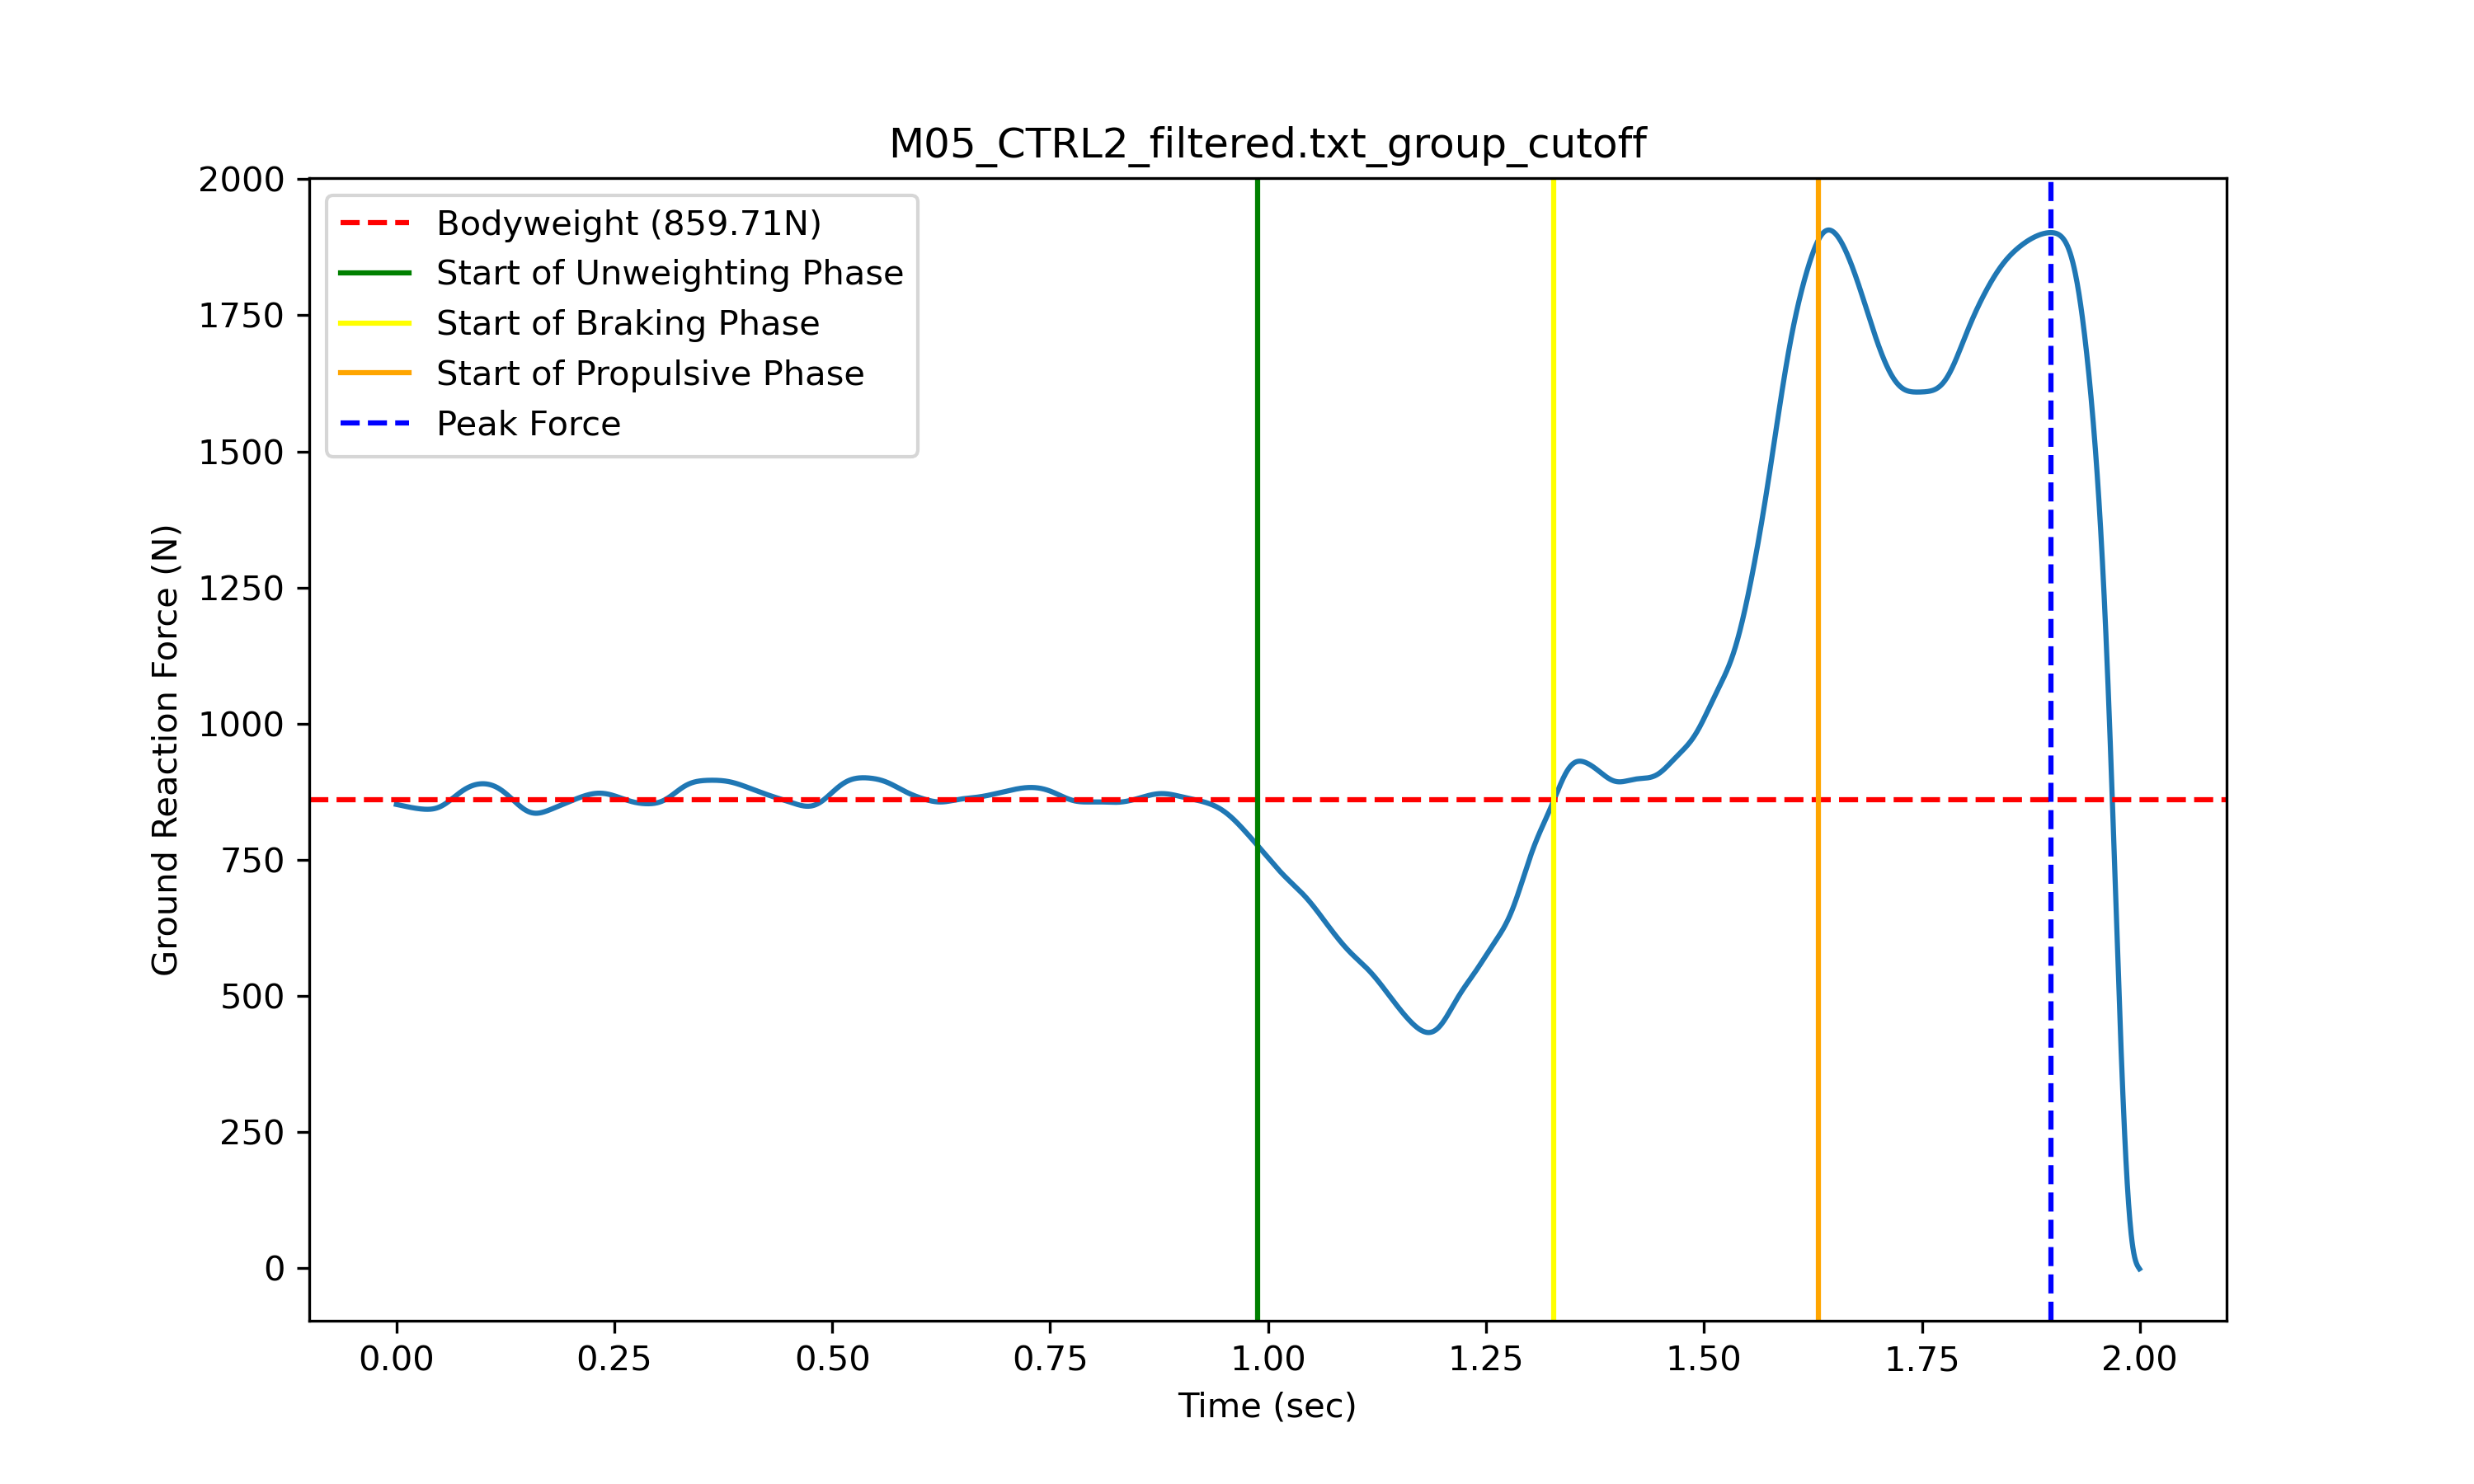 M05_CTRL2_filtered.txt_group_cutoff
2000
1750
1500
1250
1000
750
500
250
0
Ground Reaction Force (N)
Bodyweight (859.71N)
Start of Unweighting Phase
Start of Braking Phase
Start of Propulsive Phase
Peak Force
0.00 0.25 0.50 0.75 1.00 1.25 1.50 1.75 2.00
Time (sec)